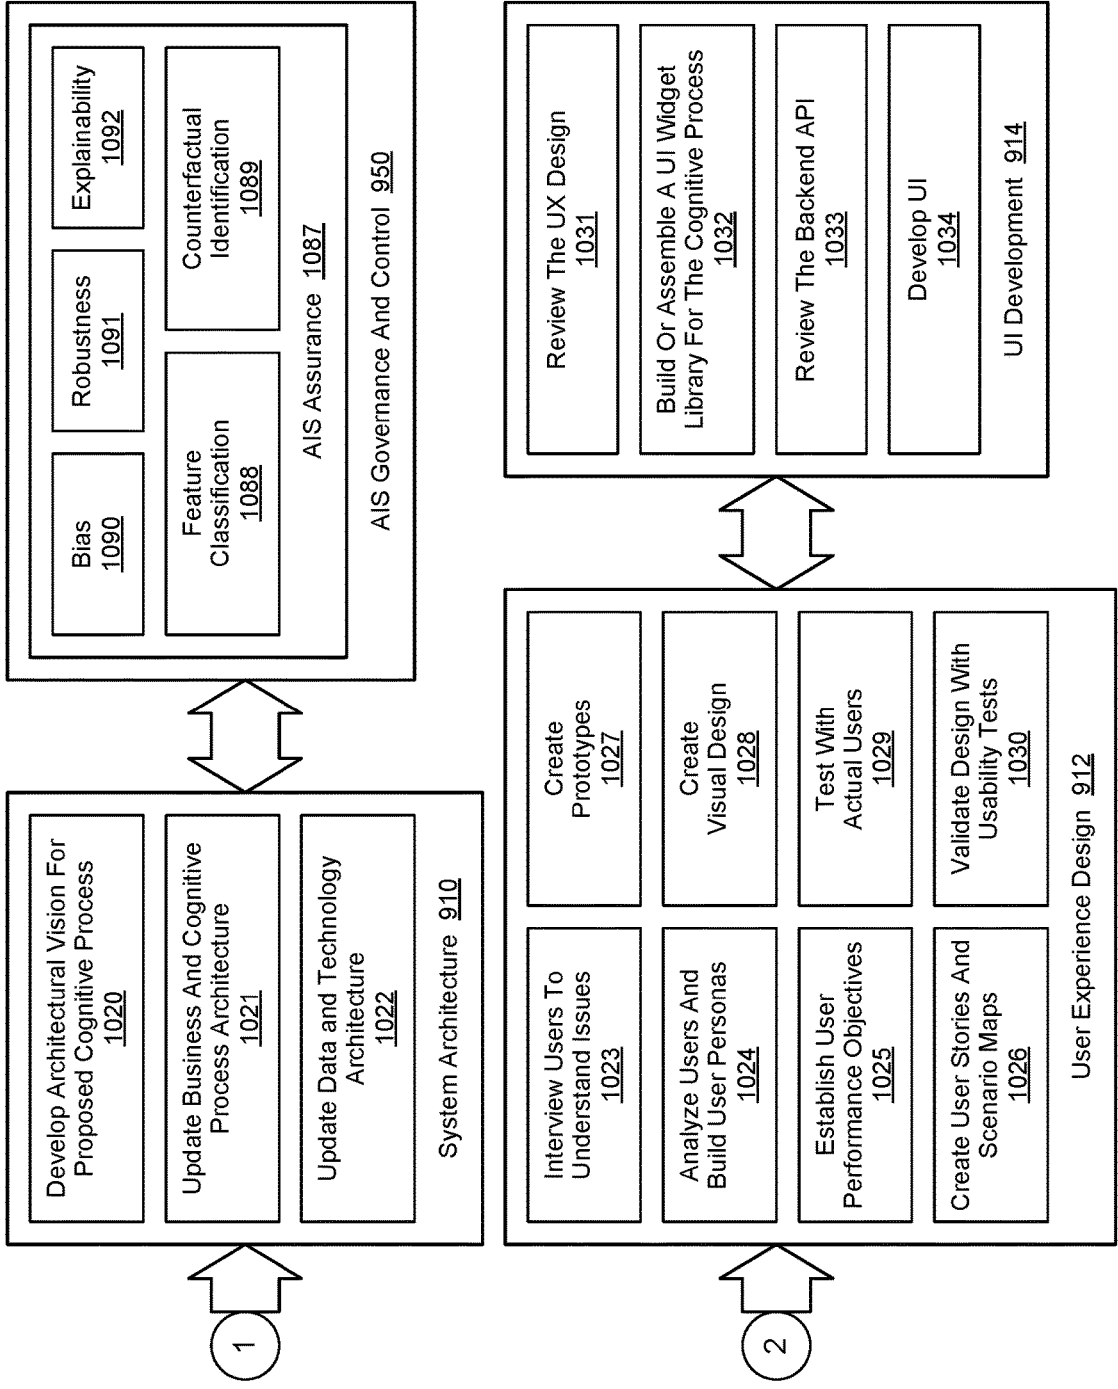 1
Develop Architectural Vision For
Proposed Cognitive Process
1020
Update Business And Cognitive
Process Architecture
1021
Update Data and Technology
Architecture
1022
System Architecture 910
Bias
1090
Robustness
1091
Explainability
1092
Feature
Classification
1088
Counterfactual
Identification
1089
AIS Assurance 1087
AIS Governance And Control 950
2
Interview Users To
Understand Issues
1023
Create
Prototypes
1027
Analyze Users And
Build User Personas
1024
Create
Visual Design
1028
Establish User
Performance Objectives
1025
Test With
Actual Users
1029
Create User Stories And
Scenario Maps
1026
Validate Design With
Usability Tests
1030
User Experience Design 912
Review The UX Design
1031
Build Or Assemble A UI Widget
Library For The Cognitive Process
1032
Review The Backend API
1033
Develop UI
1034
UI Development 914